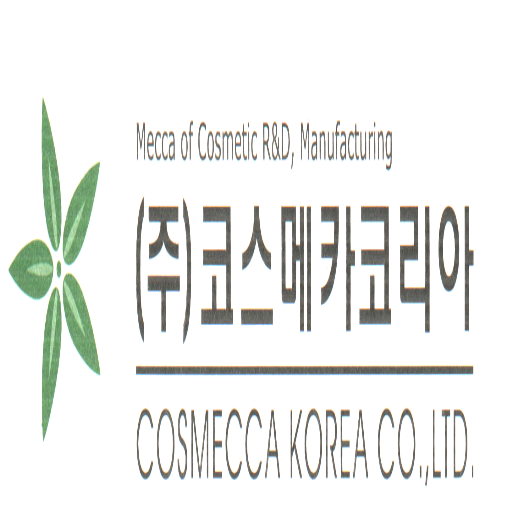 Mecca of Cosmetic R&D, Manufacturing
(주)코스메카코리아
COSMECCA KOREA CO.,LTD.